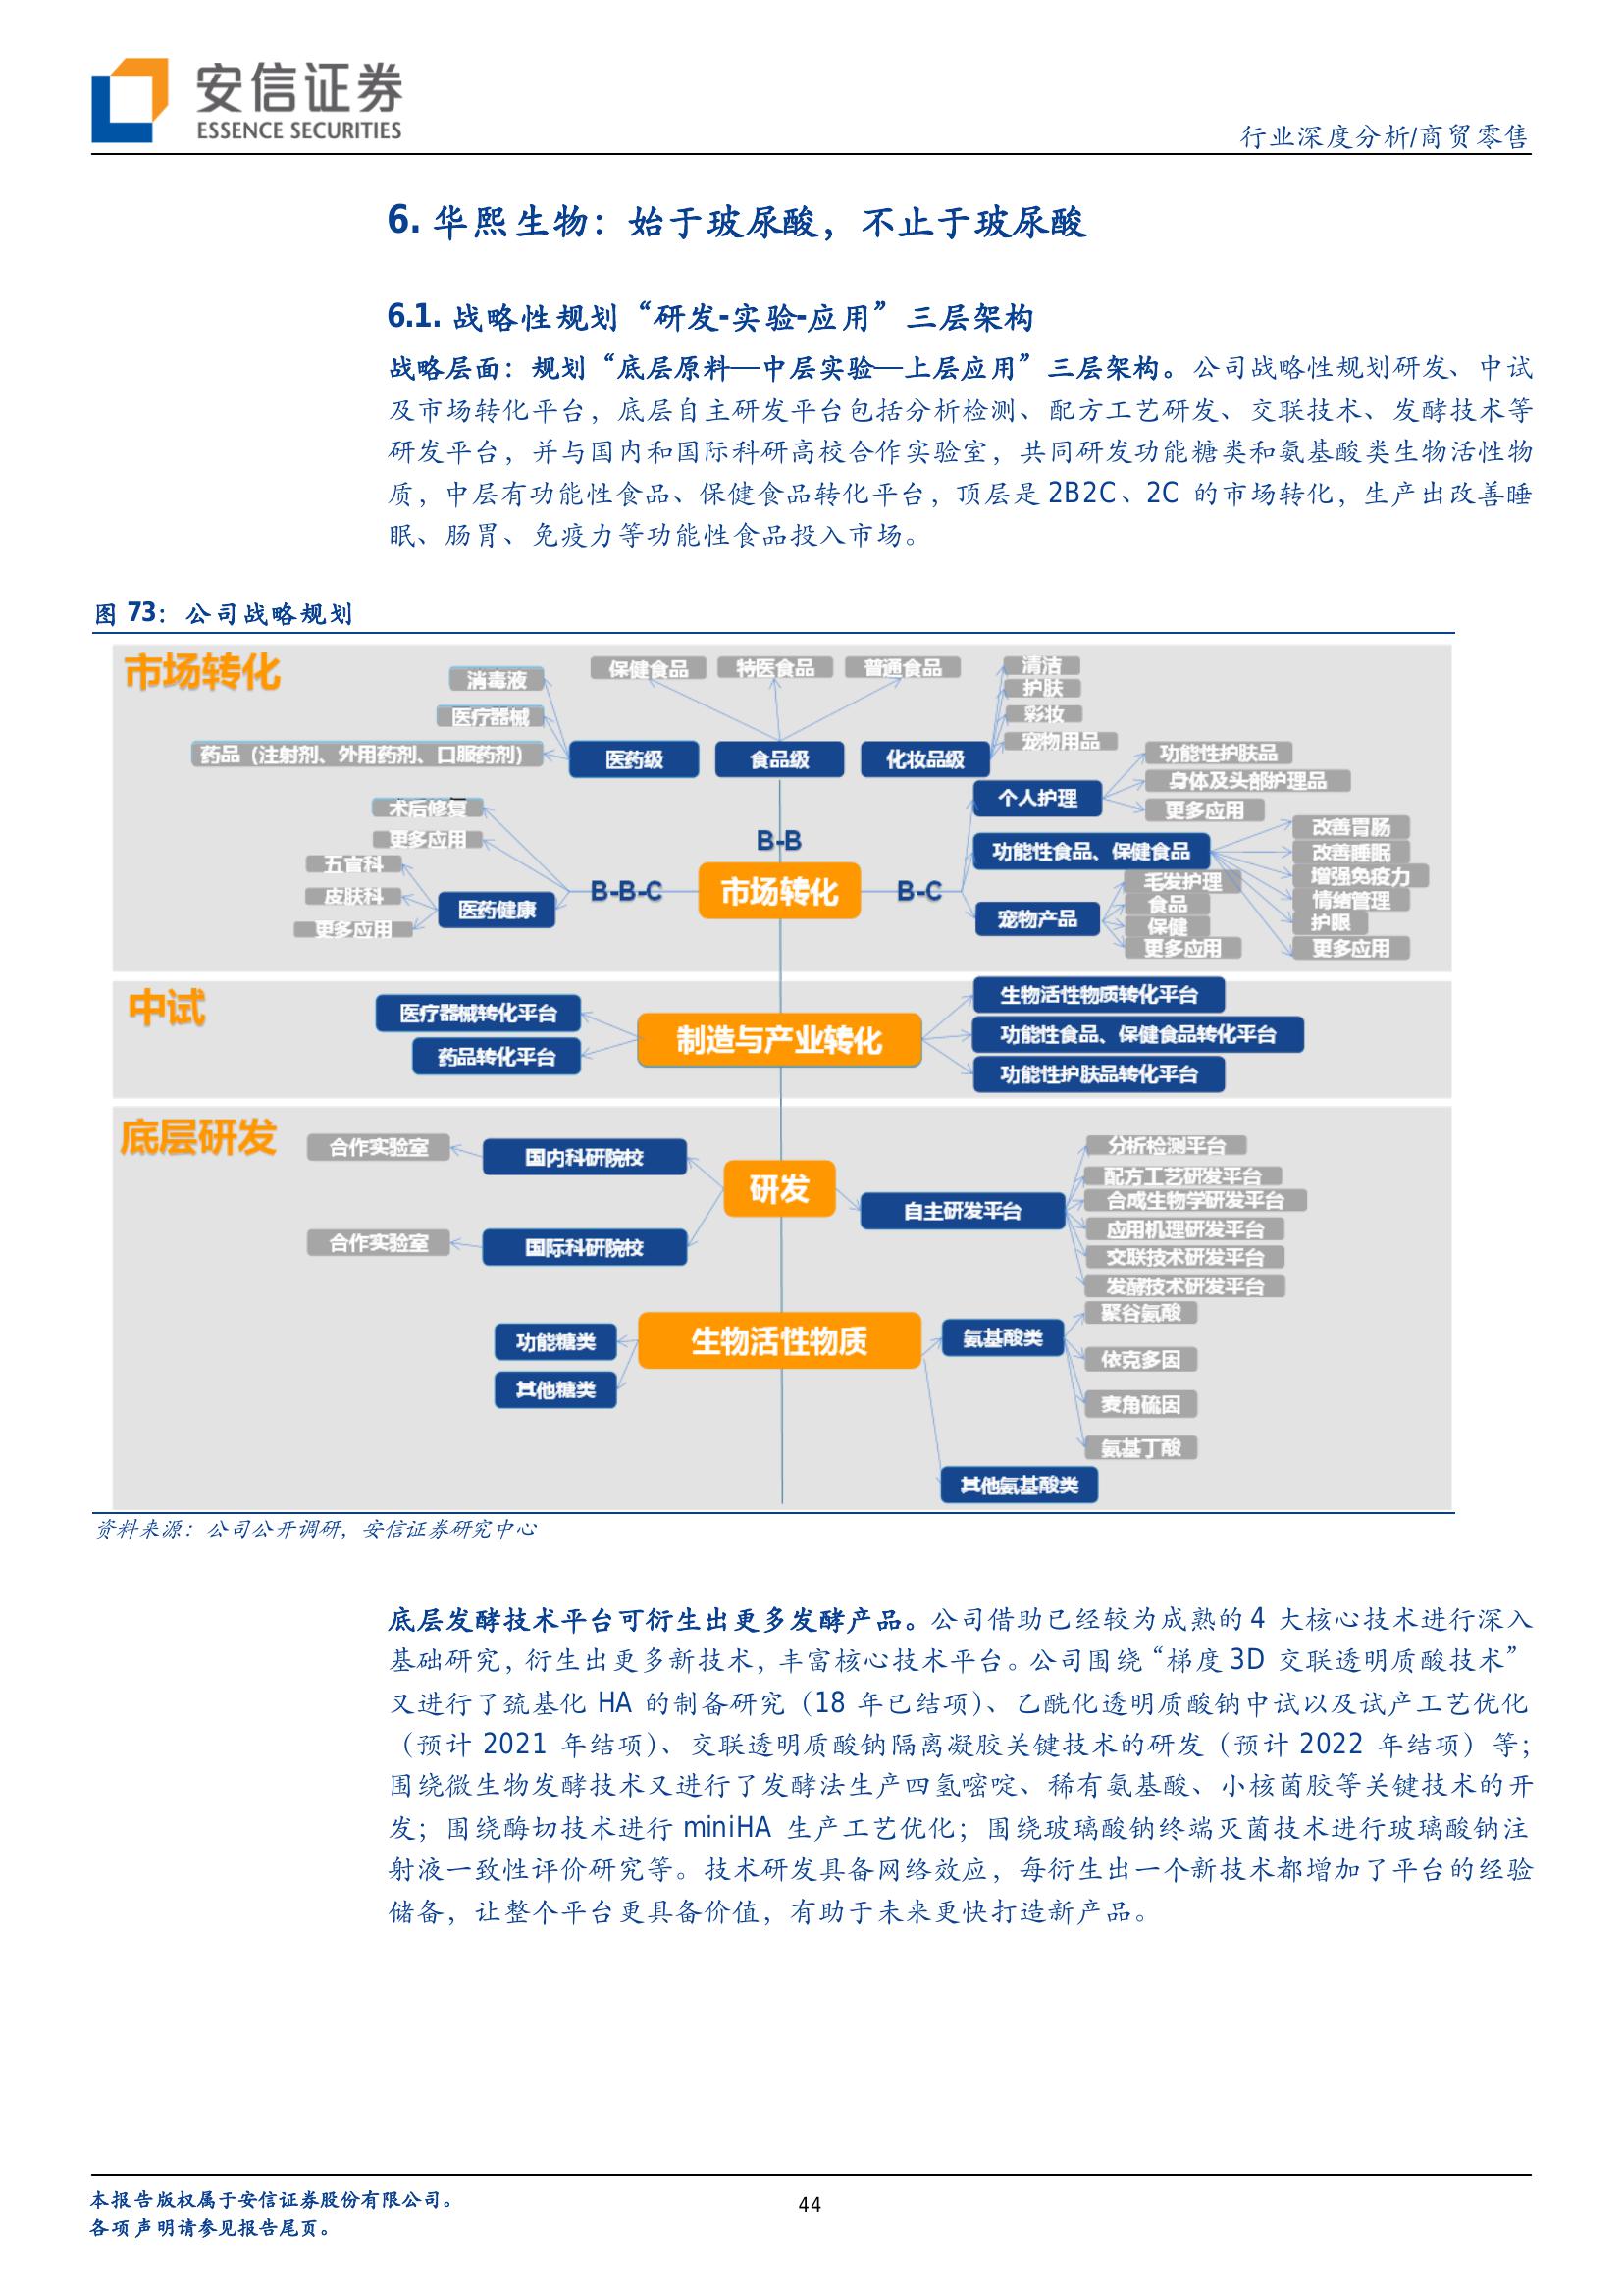 安信证券
ESSENCE SECURITIES
行业深度分析/商贸零售
6. 华熙生物：始于玻尿酸，不止于玻尿酸
6.1. 战略性规划“研发-实验-应用”三层架构
战略层面：规划“底层原料—中层实验—上层应用”三层架构。公司战略性规划研发、中试
及市场转化平台，底层自主研发平台包括分析检测、配方工艺研发、交联技术、发酵技术等
研发平台，并与国内和国际科研高校合作实验室，共同研发功能糖类和氨基酸类生物活性物
质，中层有功能性食品、保健食品转化平台，顶层是 2B2C、2C 的市场转化，生产出改善睡
眠、肠胃、免疫力等功能性食品投入市场。
图 73：公司战略规划
市场转化
消毒液
医疗器械
药品（注射剂、外用药剂、口服药剂）
保健食品
特医食品
普通食品
清洁
护肤
彩妆
宠物用品
医药级
食品级
化妆品级
B-B
术后修复
更多应用
五官科
皮肤科
更多应用
医药健康
B-B-C
市场转化
B-C
个人护理
功能性护肤品
身体及头部护理品
更多应用
功能性食品、保健食品
改善胃肠
改善睡眠
增强免疫力
情绪管理
护眼
更多应用
宠物产品
毛发护理
食品
保健
更多应用
中试
医疗器械转化平台
药品转化平台
制造与产业转化
生物活性物质转化平台
功能性食品、保健食品转化平台
功能性护肤品转化平台
底层研发
合作实验室
国内科研院校
合作实验室
国际科研院校
研发
自主研发平台
分析检测平台
配方工艺研发平台
合成生物学研发平台
应用机理研发平台
交联技术研发平台
发酵技术研发平台
功能糖类
其他糖类
生物活性物质
氨基酸类
聚谷氨酸
依克多因
麦角硫因
氨基丁酸
其他氨基酸类
资料来源：公司公开调研，安信证券研究中心
底层发酵技术平台可衍生出更多发酵产品。公司借助已经较为成熟的 4 大核心技术进行深入
基础研究，衍生出更多新技术，丰富核心技术平台。公司围绕“梯度 3D 交联透明质酸技术”
又进行了巯基化 HA 的制备研究（18 年已结项）、乙酰化透明质酸钠中试以及试产工艺优化
（预计 2021 年结项）、交联透明质酸钠隔离凝胶关键技术的研发（预计 2022 年结项）等；
围绕微生物发酵技术又进行了发酵法生产四氢嘧啶、稀有氨基酸、小核菌胶等关键技术的开
发；围绕酶切技术进行 miniHA 生产工艺优化；围绕玻璃酸钠终端灭菌技术进行玻璃酸钠注
射液一致性评价研究等。技术研发具备网络效应，每衍生出一个新技术都增加了平台的经验
储备，让整个平台更具备价值，有助于未来更快打造新产品。
本报告版权属于安信证券股份有限公司。
各项声明请参见报告尾页。
44